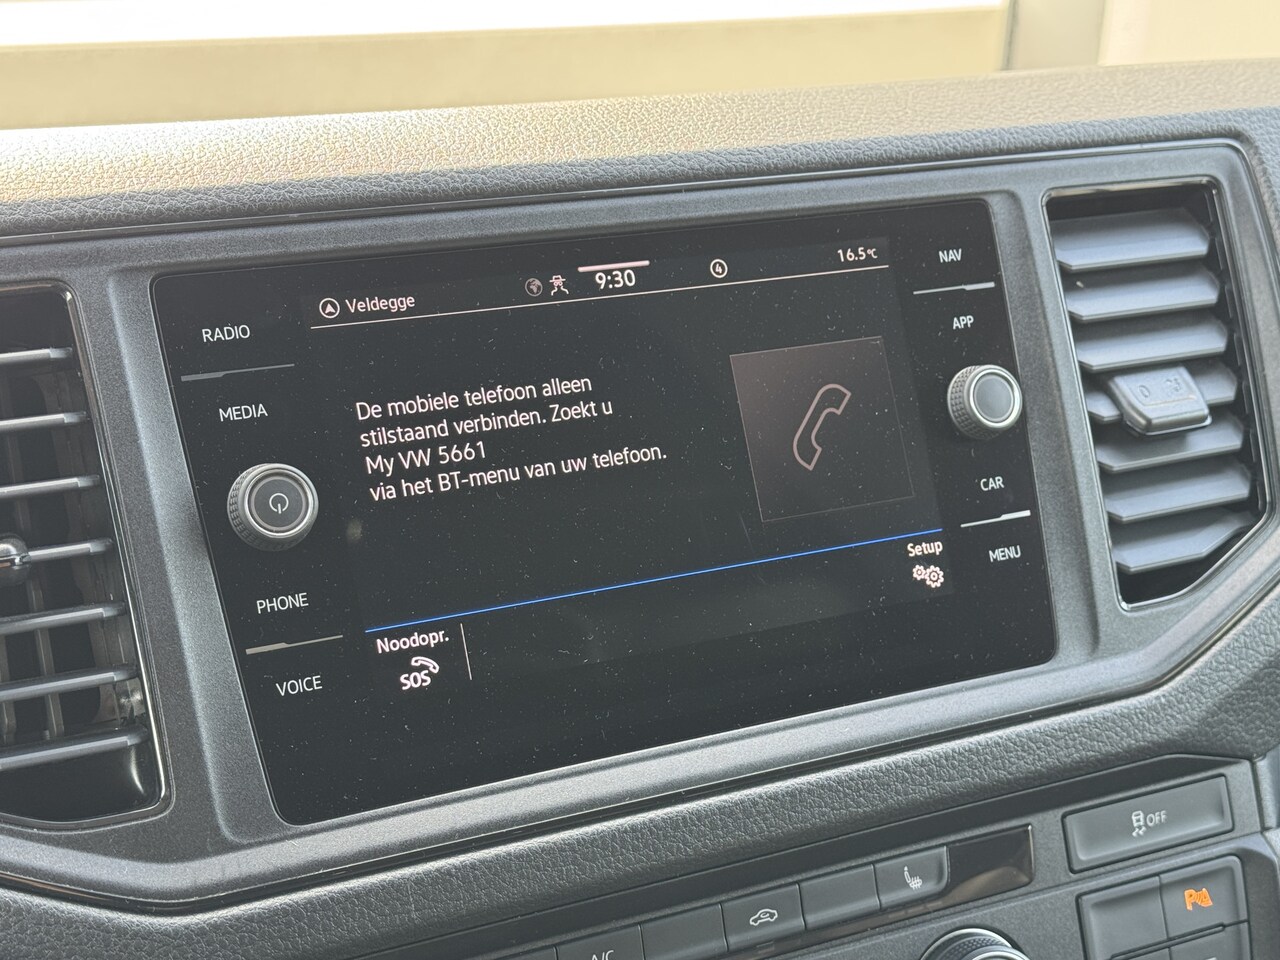 Veldegge
9:30
4
16.5°C
NAV
RADIO
APP
MEDIA
De mobiele telefoon alleen
stilstaand verbinden. Zoekt u
My VW 5661
via het BT-menu van uw telefoon.
CAR
Setup
MENU
PHONE
Noodopr.
SOS
VOICE
OFF
A/C